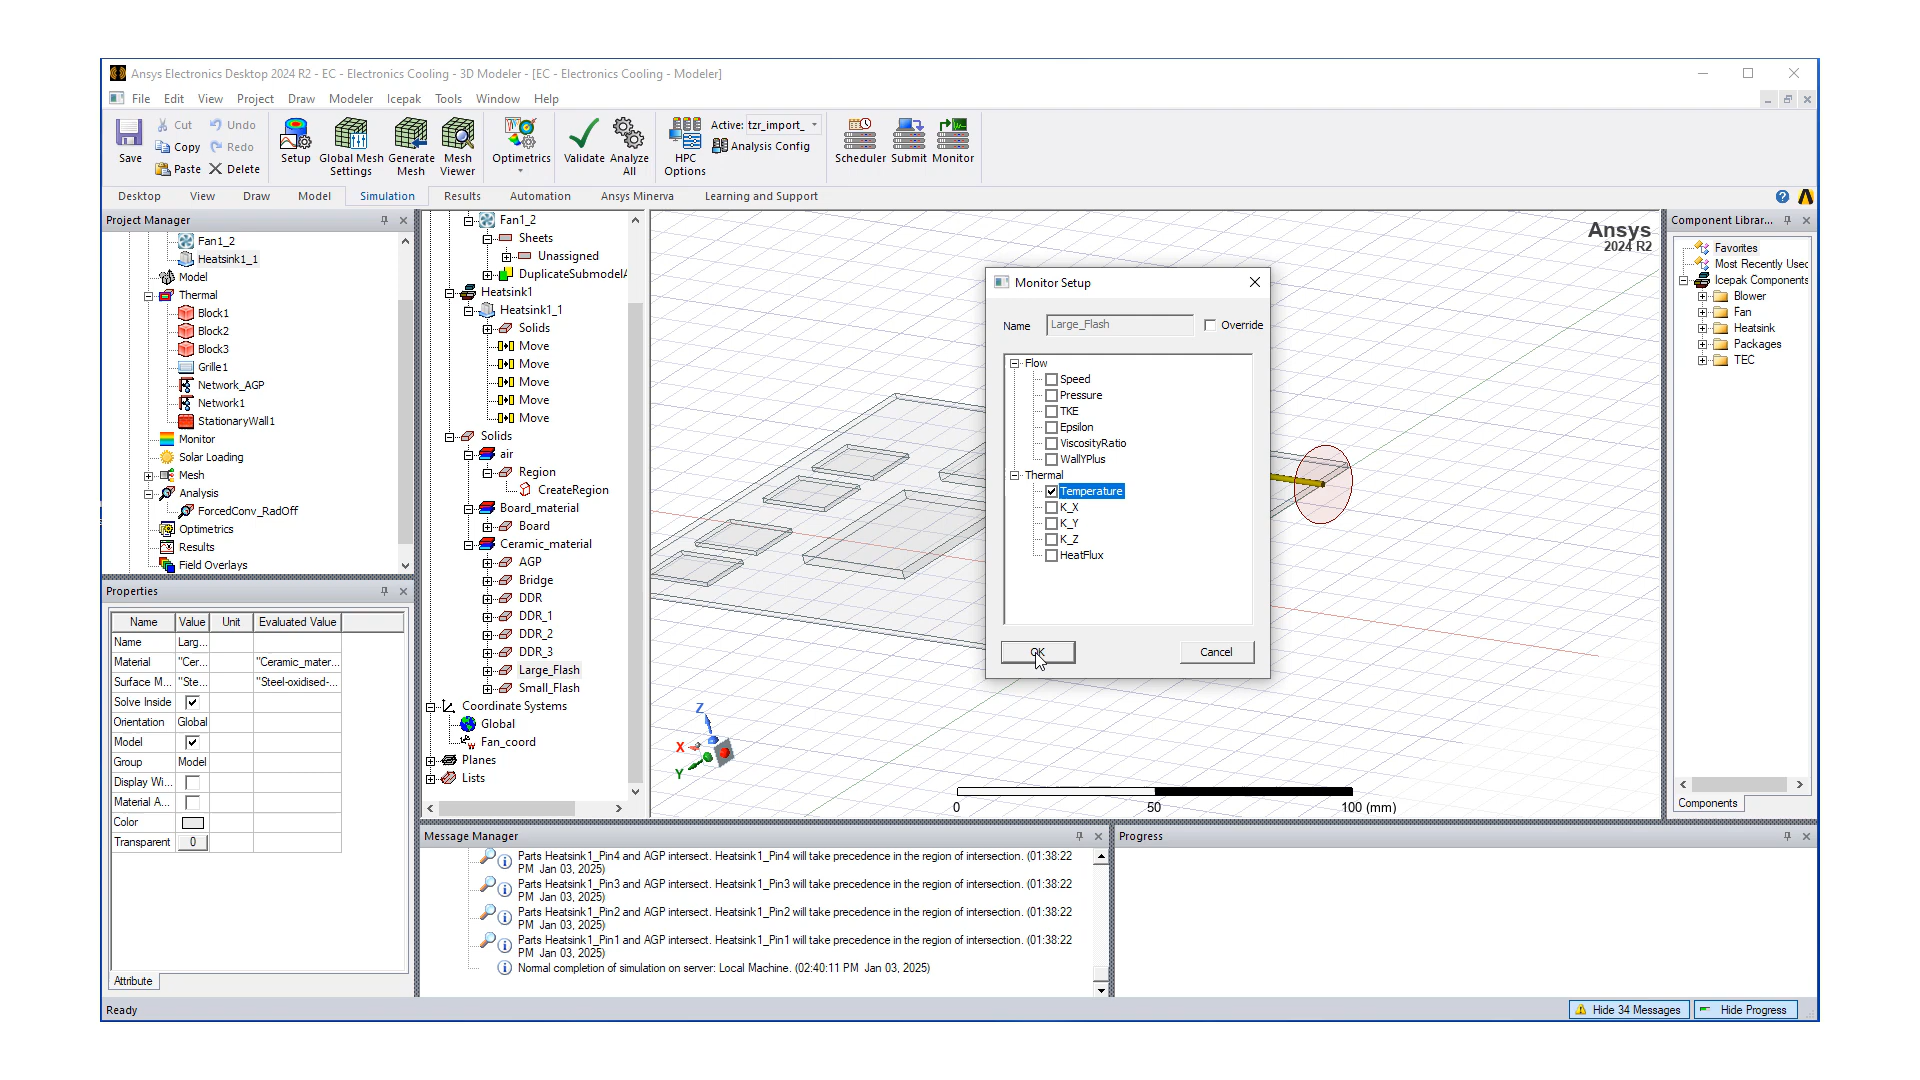 Ansys Electronics Desktop 2024 R2 - EC - Electronics Cooling - 3D Modeler - [EC - Electronics Cooling - Modeler]
File Edit View Project Draw Modeler Icepak Tools Window Help
Save
Cut
Copy
Paste
Undo
Redo
Delete
Setup
Global Mesh
Settings
Generate
Mesh
Mesh
Viewer
Optimetrics
Validate
Analyze
All
HPC
Options
Active: tzr_import_
Analysis Config
Scheduler
Submit
Monitor
Desktop View Draw Model Simulation Results Automation Ansys Minerva Learning and Support
Project Manager
Fan1_2
Heatsink1_1
Model
Thermal
Block1
Block2
Block3
Grille1
Network_AGP
Network1
StationaryWall1
Monitor
Solar Loading
Mesh
Analysis
ForcedConv_RadOff
Optimetrics
Results
Field Overlays
Properties
Name Value Unit Evaluated Value
Name Larg...
Material "Cer... "Ceramic_mater...
Surface M... "Ste... "Steel-oxidised-...
Solve Inside
Orientation Global
Model
Group Model
Display Wi...
Material A...
Color
Transparent 0
Attribute
Fan1_2
Sheets
Unassigned
DuplicateSubmodelA
Heatsink1
Heatsink1_1
Solids
Move
Move
Move
Move
Move
Solids
air
Region
CreateRegion
Board_material
Board
Ceramic_material
AGP
Bridge
DDR
DDR_1
DDR_2
DDR_3
Large_Flash
Small_Flash
Coordinate Systems
Global
Fan_coord
Planes
Lists
Ansys
2024 R2
Z
X
Y
0 50 100 (mm)
Monitor Setup
Name Large_Flash Override
Flow
Speed
Pressure
TKE
Epsilon
ViscosityRatio
WallYPlus
Thermal
Temperature
K_X
K_Y
K_Z
HeatFlux
OK Cancel
Component Librar...
Favorites
Most Recently Usec
Icepak Components
Blower
Fan
Heatsink
Packages
TEC
Components
Message Manager
Parts Heatsink1_Pin4 and AGP intersect. Heatsink1_Pin4 will take precedence in the region of intersection. (01:38:22
PM Jan 03, 2025)
Parts Heatsink1_Pin3 and AGP intersect. Heatsink1_Pin3 will take precedence in the region of intersection. (01:38:22
PM Jan 03, 2025)
Parts Heatsink1_Pin2 and AGP intersect. Heatsink1_Pin2 will take precedence in the region of intersection. (01:38:22
PM Jan 03, 2025)
Parts Heatsink1_Pin1 and AGP intersect. Heatsink1_Pin1 will take precedence in the region of intersection. (01:38:22
PM Jan 03, 2025)
Normal completion of simulation on server: Local Machine. (02:40:11 PM Jan 03, 2025)
Progress
Ready
Hide 34 Messages
Hide Progress